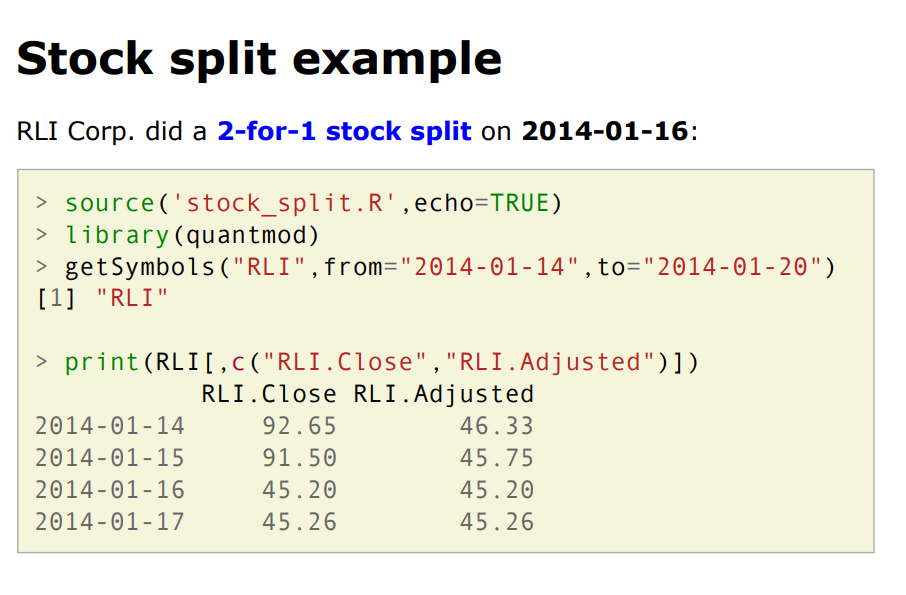 Stock split example
RLI Corp. did a 2-for-1 stock split on 2014-01-16:
> source('stock_split.R',echo=TRUE)
> library(quantmod)
> getSymbols("RLI",from="2014-01-14",to="2014-01-20")
[1] "RLI"
> print(RLI[,c("RLI.Close","RLI.Adjusted")])
RLI.Close RLI.Adjusted
2014-01-14 92.65 46.33
2014-01-15 91.50 45.75
2014-01-16 45.20 45.20
2014-01-17 45.26 45.26